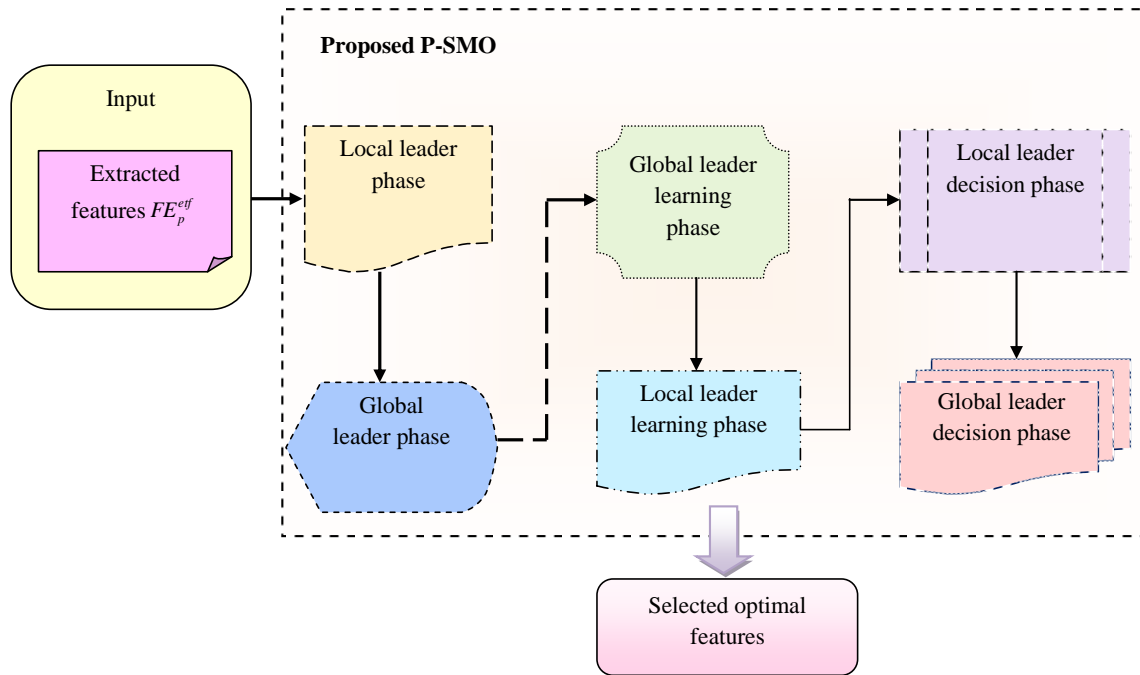 Proposed P-SMO
Input
Extracted
features FE_p^{etf}
Local leader
phase
Global
leader phase
Global leader
learning
phase
Local leader
learning phase
Local leader
decision phase
Global leader
decision phase
Selected optimal
features